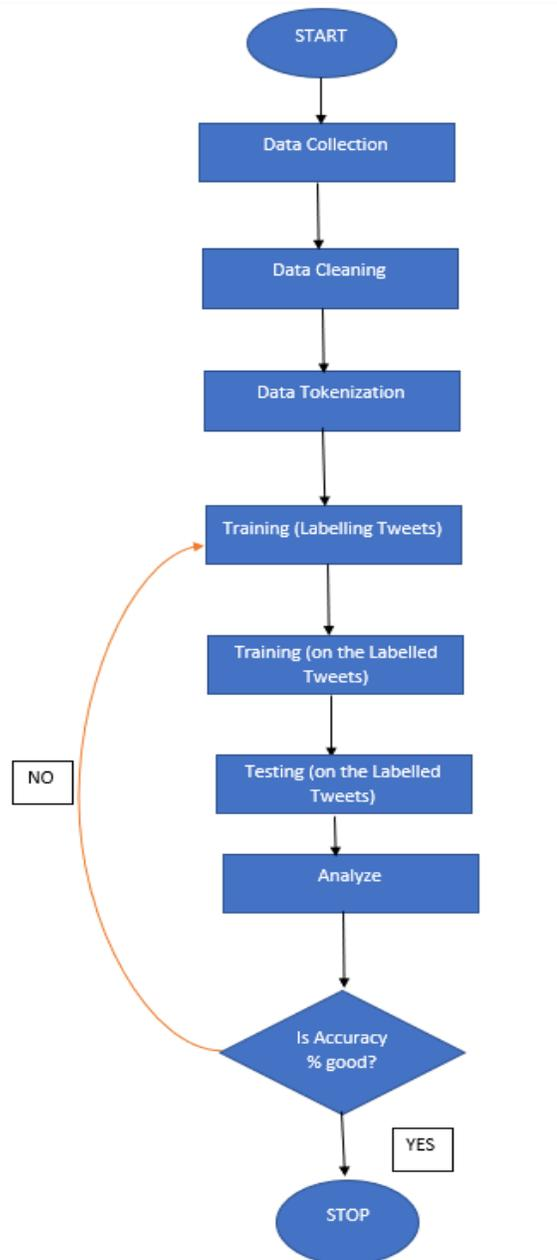 START
Data Collection
Data Cleaning
Data Tokenization
Training (Labelling Tweets)
Training (on the Labelled
Tweets)
Testing (on the Labelled
Tweets)
NO
Analyze
Is Accuracy
% good?
YES
STOP